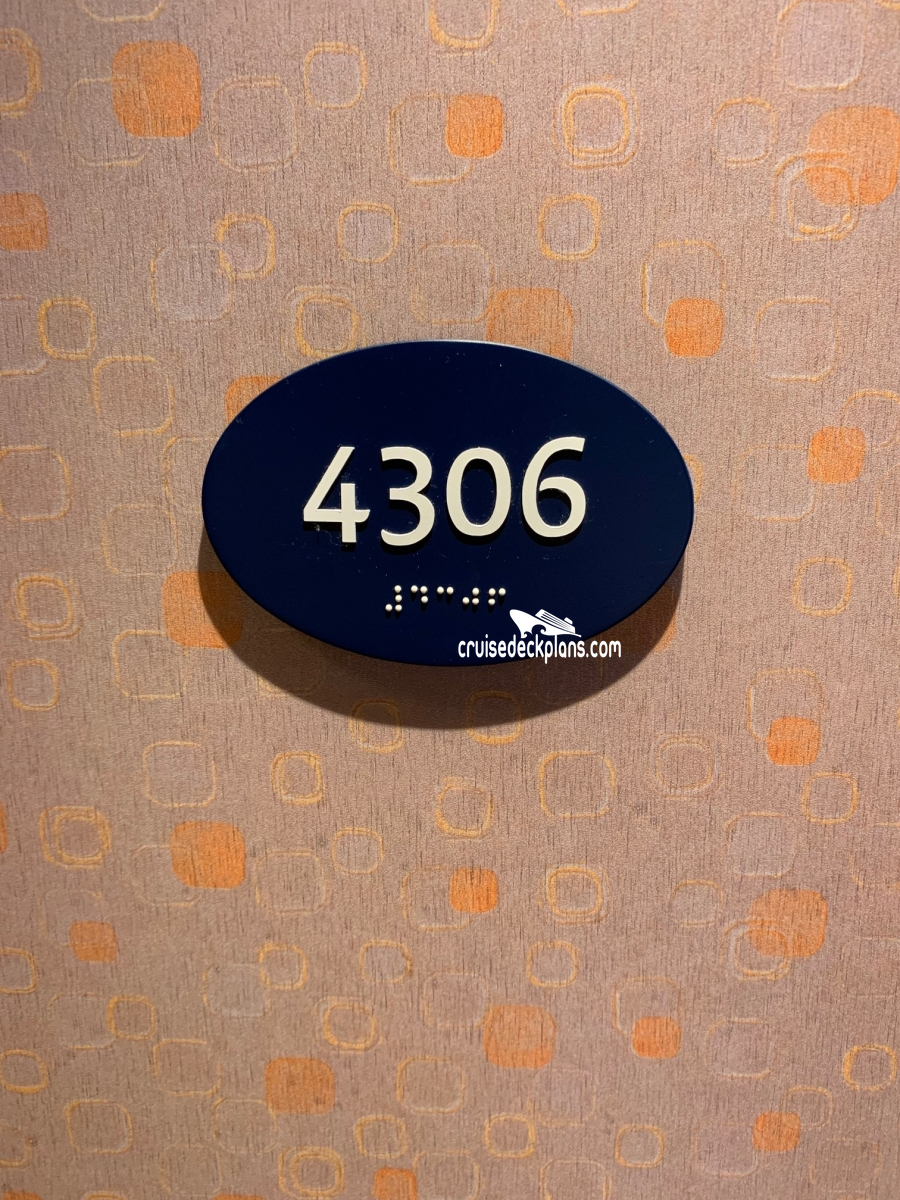 4306
⠼⠙⠉⠚⠋
cruisedeckplans.com